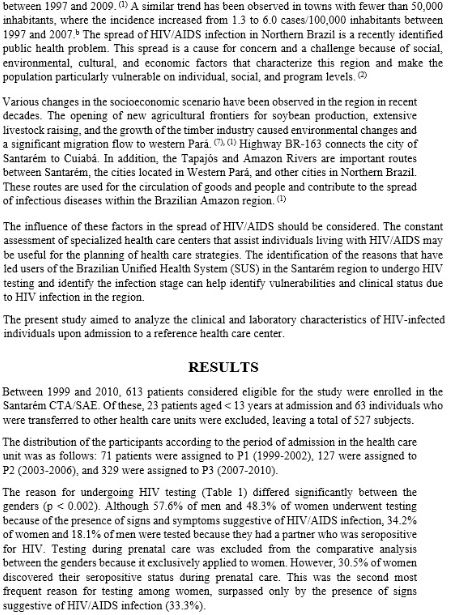 between 1997 and 2009. (1) A similar trend has been observed in towns with fewer than 50,000
inhabitants, where the incidence increased from 1.3 to 6.0 cases/100,000 inhabitants between
1997 and 2007.b The spread of HIV/AIDS infection in Northern Brazil is a recently identified
public health problem. This spread is a cause for concern and a challenge because of social,
environmental, cultural, and economic factors that characterize this region and make the
population particularly vulnerable on individual, social, and program levels. (2)
Various changes in the socioeconomic scenario have been observed in the region in recent
decades. The opening of new agricultural frontiers for soybean production, extensive
livestock raising, and the growth of the timber industry caused environmental changes and
a significant migration flow to western Pará. (7), (1) Highway BR-163 connects the city of
Santarém to Cuiabá. In addition, the Tapajós and Amazon Rivers are important routes
between Santarém, the cities located in Western Pará, and other cities in Northern Brazil.
These routes are used for the circulation of goods and people and contribute to the spread
of infectious diseases within the Brazilian Amazon region. (1)
The influence of these factors in the spread of HIV/AIDS should be considered. The constant
assessment of specialized health care centers that assist individuals living with HIV/AIDS may
be useful for the planning of health care strategies. The identification of the reasons that have
led users of the Brazilian Unified Health System (SUS) in the Santarém region to undergo HIV
testing and identify the infection stage can help identify vulnerabilities and clinical status due
to HIV infection in the region.
The present study aimed to analyze the clinical and laboratory characteristics of HIV-infected
individuals upon admission to a reference health care center.
RESULTS
Between 1999 and 2010, 613 patients considered eligible for the study were enrolled in the
Santarém CTA/SAE. Of these, 23 patients aged < 13 years at admission and 63 individuals who
were transferred to other health care units were excluded, leaving a total of 527 subjects.
The distribution of the participants according to the period of admission in the health care
unit was as follows: 71 patients were assigned to P1 (1999-2002), 127 were assigned to
P2 (2003-2006), and 329 were assigned to P3 (2007-2010).
The reason for undergoing HIV testing (Table 1) differed significantly between the
genders (p < 0.002). Although 57.6% of men and 48.3% of women underwent testing
because of the presence of signs and symptoms suggestive of HIV/AIDS infection, 34.2%
of women and 18.1% of men were tested because they had a partner who was seropositive
for HIV. Testing during prenatal care was excluded from the comparative analysis
between the genders because it exclusively applied to women. However, 30.5% of women
discovered their seropositive status during prenatal care. This was the second most
frequent reason for testing among women, surpassed only by the presence of signs
suggestive of HIV/AIDS infection (33.3%).